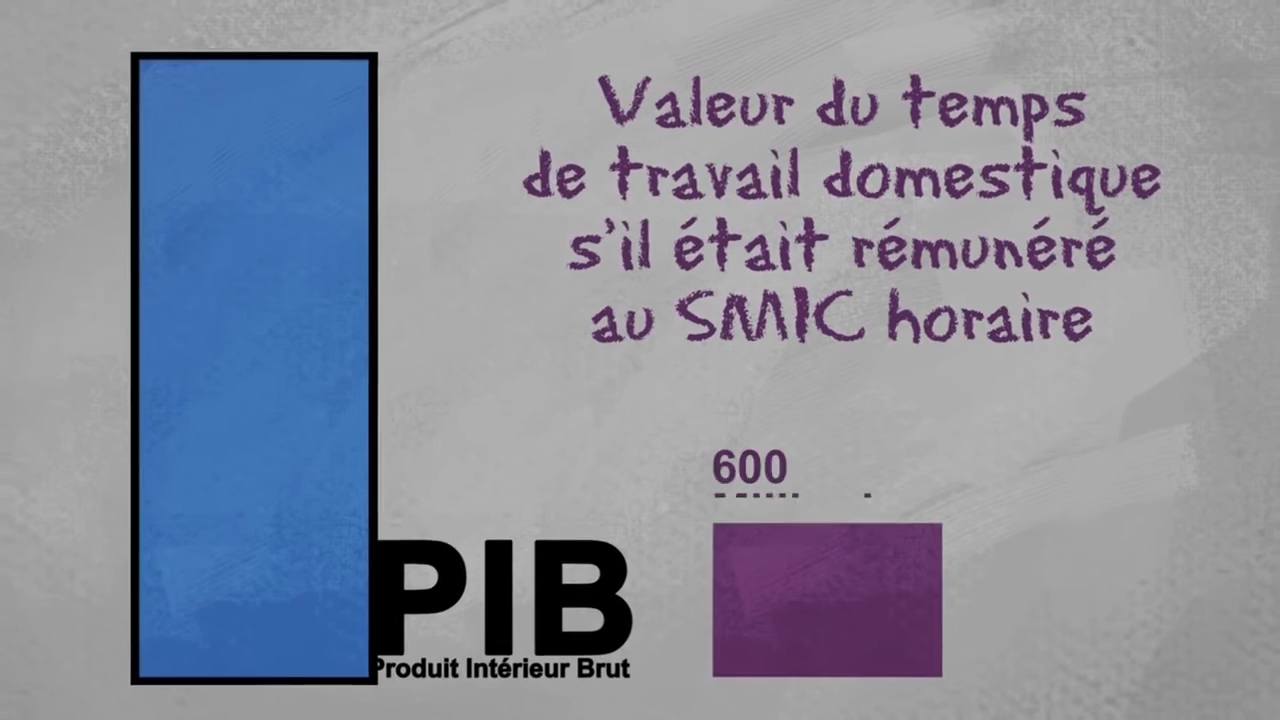 Valeur du temps
de travail domestique
s'il était rémunéré
au SMIC horaire
600
PIB
Produit Intérieur Brut